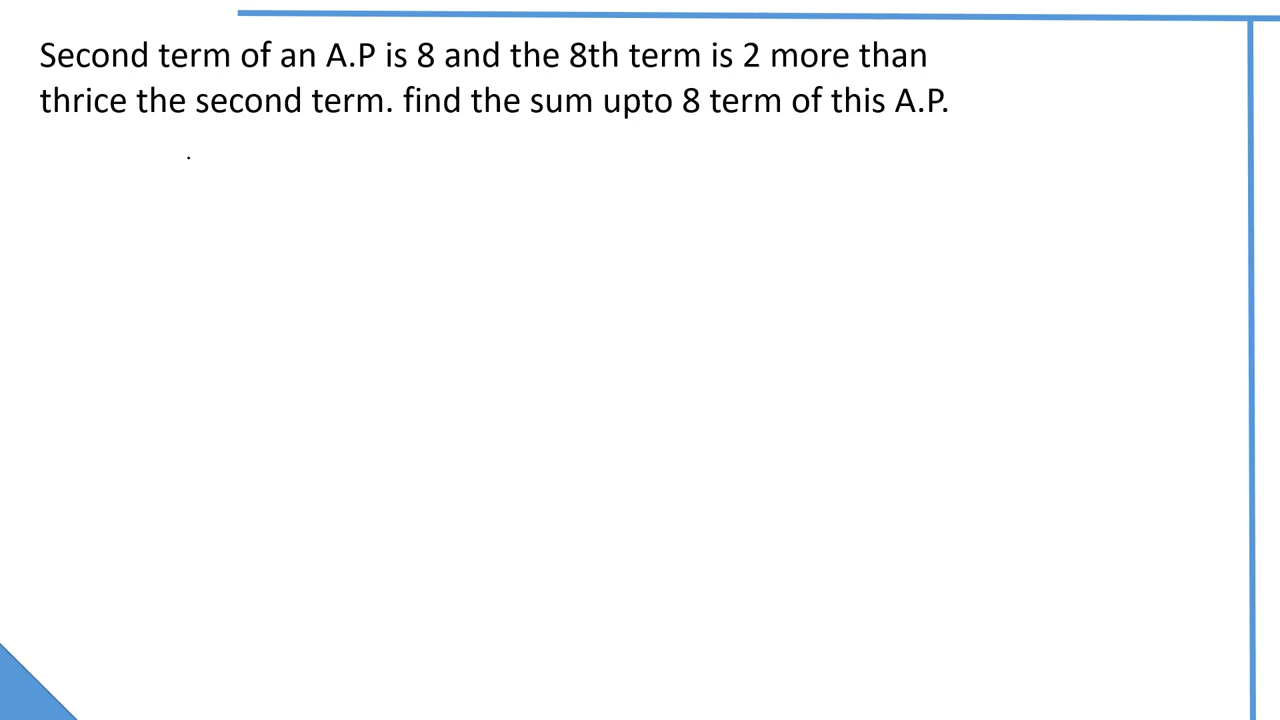 Second term of an A.P is 8 and the 8th term is 2 more than
thrice the second term. find the sum upto 8 term of this A.P.
.